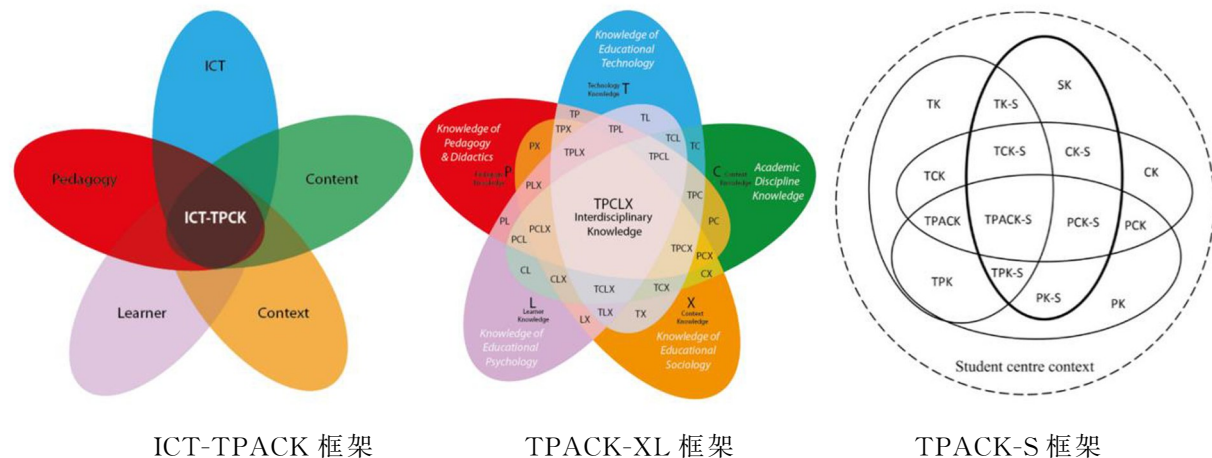 ICT
Pedagogy
Content
ICT-TPCK
Learner
Context
Knowledge of
Educational
Technology
Technology
Knowledge
T
TP
TL
TPX
TPL
Knowledge of
Pedagogy
& Didactics
PX
TCL
TC
TPLX
TPCL
P
Knowledge
C
Content
Knowledge
Academic
Discipline
Knowledge
PLX
TPC
TPCLX
Interdisciplinary
Knowledge
PL
PC
PCLX
PCL
TPCX
PCX
CL
CX
CLX
TCLX
TCX
L
Learner
Knowledge
X
Context
Knowledge
LX
TLX
TX
Knowledge of
Educational
Psychology
Knowledge of
Educational
Sociology
SK
TK
TK-S
TCK-S
CK-S
TCK
CK
TPACK
TPACK-S
PCK-S
PCK
TPK
TPK-S
PK-S
PK
Student centre context
ICT-TPACK 框架
TPACK-XL 框架
TPACK-S 框架